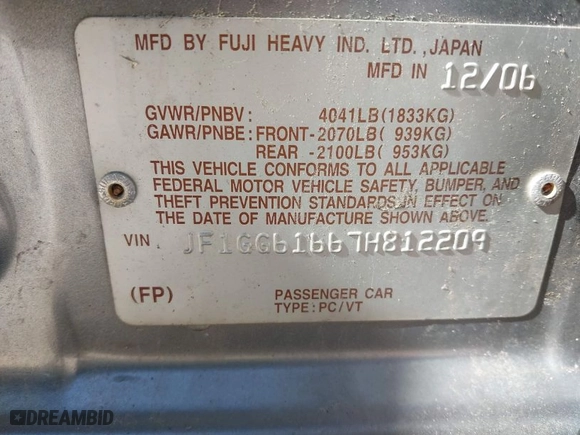 MFD BY FUJI HEAVY IND. LTD., JAPAN
MFD IN 12/06
GVWR/PNBV : 4041LB(1833KG)
GAWR/PNBE : FRONT-2070LB( 939KG)
REAR -2100LB( 953KG)
THIS VEHICLE CONFORMS TO ALL APPLICABLE
FEDERAL MOTOR VEHICLE SAFETY, BUMPER, AND
THEFT PREVENTION STANDARDS IN EFFECT ON
THE DATE OF MANUFACTURE SHOWN ABOVE.
VIN JF1GG61667H812209
(FP) PASSENGER CAR
TYPE : PC/VT
DREAMBID